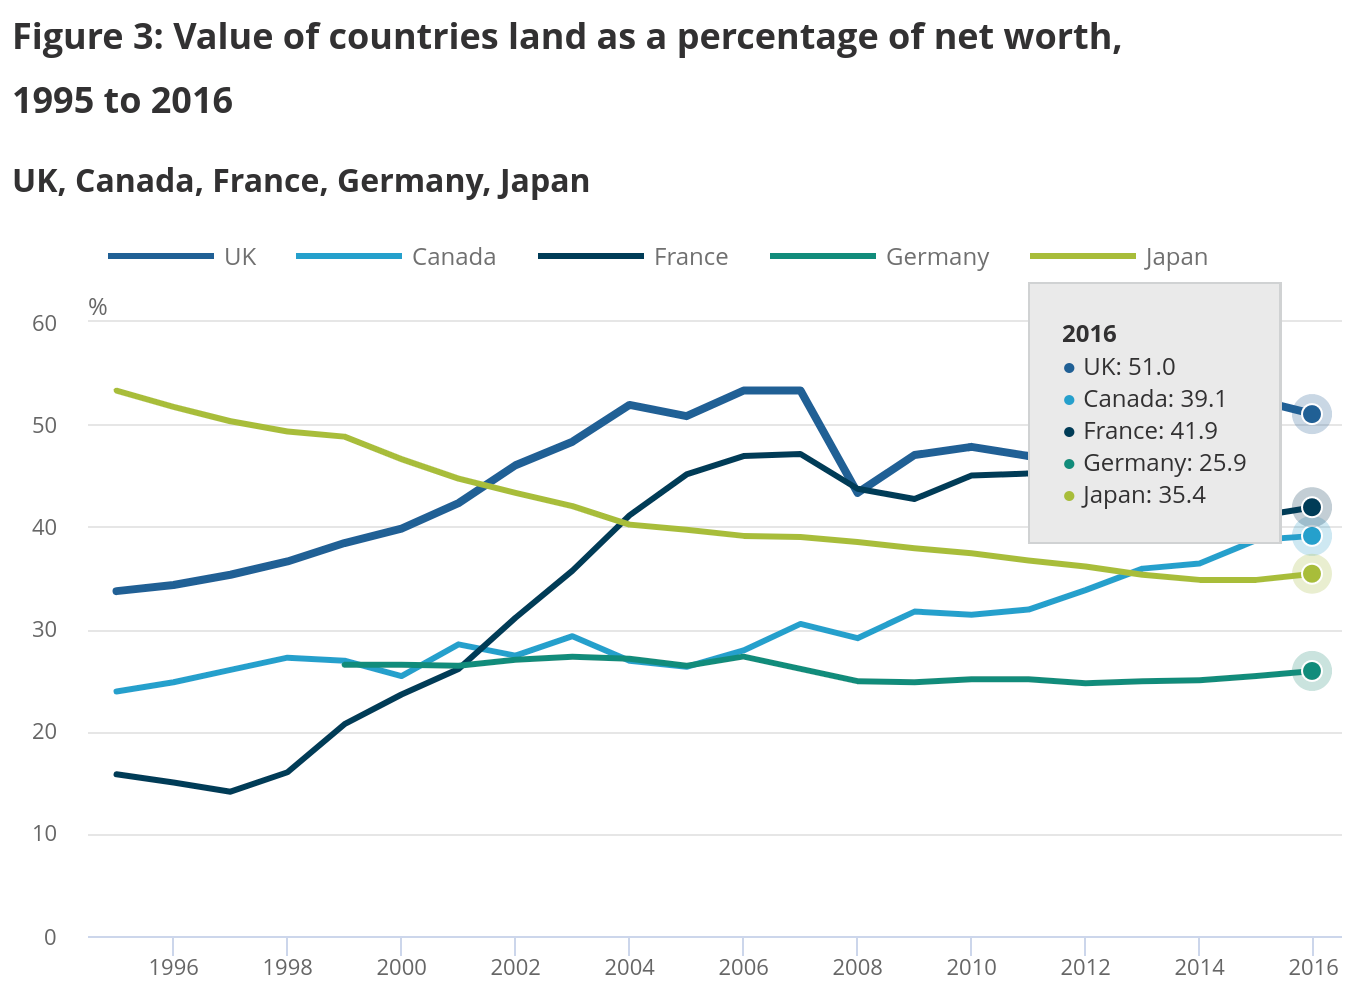 Figure 3: Value of countries land as a percentage of net worth,
1995 to 2016
UK, Canada, France, Germany, Japan
UK Canada France Germany Japan
%
60
50
40
30
20
10
0
2016
UK: 51.0
Canada: 39.1
France: 41.9
Germany: 25.9
Japan: 35.4
1996 1998 2000 2002 2004 2006 2008 2010 2012 2014 2016